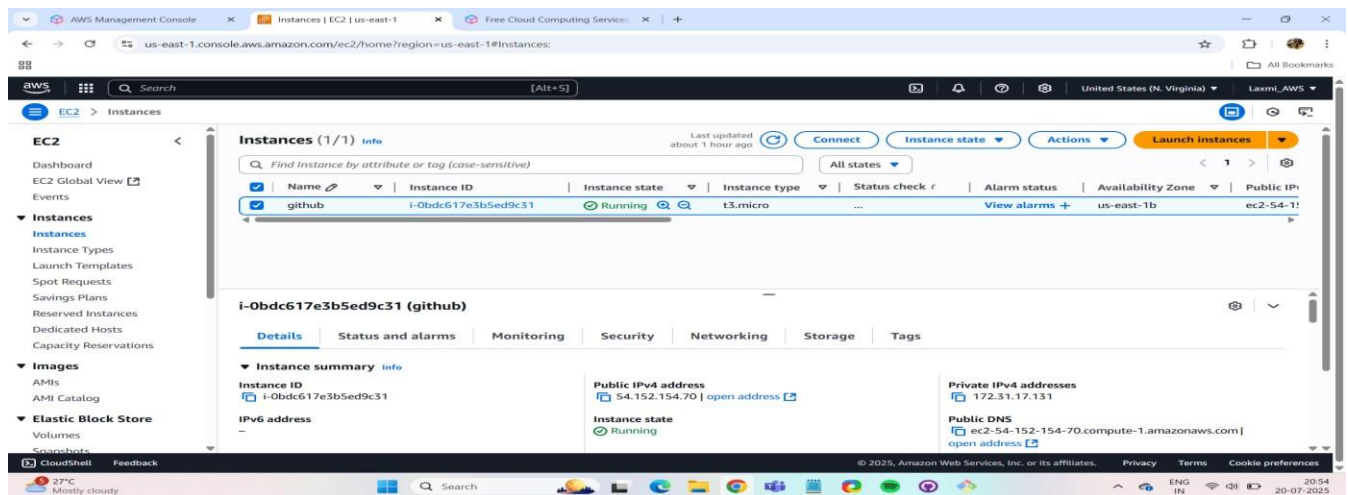 AWS Management Console
Instances | EC2 | us-east-1
Free Cloud Computing Services
us-east-1.console.aws.amazon.com/ec2/home?region=us-east-1#Instances:
All Bookmarks
aws Search [Alt+S] United States (N. Virginia) Laxmi_AWS
EC2 > Instances
EC2
Dashboard
EC2 Global View
Events
Instances
Instances
Instance Types
Launch Templates
Spot Requests
Savings Plans
Reserved Instances
Dedicated Hosts
Capacity Reservations
Images
AMIs
AMI Catalog
Elastic Block Store
Volumes
Snapshots
Instances (1/1) Info
Last updated
about 1 hour ago
Connect Instance state Actions Launch instances
Find Instance by attribute or tag (case-sensitive) All states 1
Name Instance ID Instance state Instance type Status check Alarm status Availability Zone Public IPv
github i-0bdc617e3b5ed9c31 Running t3.micro ... View alarms + us-east-1b ec2-54-15
i-0bdc617e3b5ed9c31 (github)
Details Status and alarms Monitoring Security Networking Storage Tags
Instance summary Info
Instance ID Public IPv4 address Private IPv4 addresses
i-0bdc617e3b5ed9c31 54.152.154.70 | open address 172.31.17.131
IPv6 address Instance state Public DNS
– Running ec2-54-152-154-70.compute-1.amazonaws.com |
open address
CloudShell Feedback © 2025, Amazon Web Services, Inc. or its affiliates. Privacy Terms Cookie preferences
27°C
Mostly cloudy
Search
ENG
IN
20:54
20-07-2025